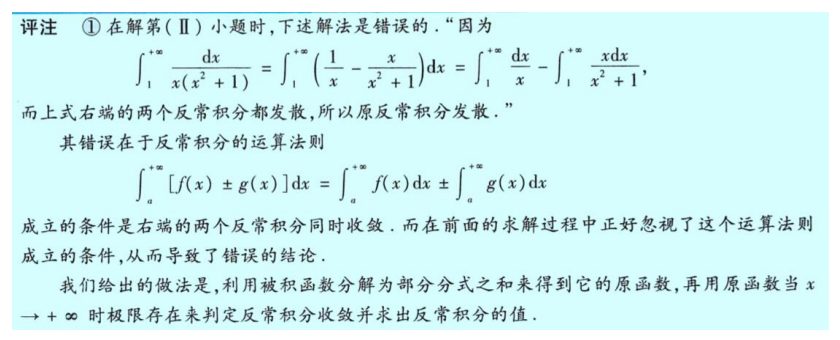 评注 ① 在解第(Ⅱ)小题时,下述解法是错误的."因为
∫₁^{+∞} dx/(x(x²+1)) = ∫₁^{+∞} (1/x − x/(x²+1))dx = ∫₁^{+∞} dx/x − ∫₁^{+∞} xdx/(x²+1),
而上式右端的两个反常积分都发散,所以原反常积分发散."
其错误在于反常积分的运算法则
∫ₐ^{+∞} [f(x) ± g(x)]dx = ∫ₐ^{+∞} f(x)dx ± ∫ₐ^{+∞} g(x)dx
成立的条件是右端的两个反常积分同时收敛.而在前面的求解过程中正好忽视了这个运算法则
成立的条件,从而导致了错误的结论.
我们给出的做法是,利用被积函数分解为部分分式之和来得到它的原函数,再用原函数当 x
→ + ∞ 时极限存在来判定反常积分收敛并求出反常积分的值.